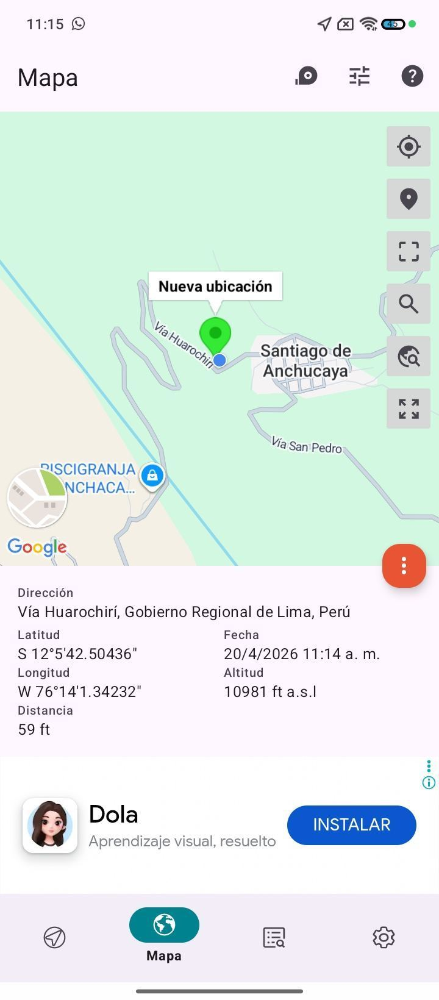 11:15
45
Mapa
Nueva ubicación
Vía Huarochirí
Santiago de
Anchucaya
Vía San Pedro
PISCIGRANJA
NCHACA...
Google
Dirección
Vía Huarochirí, Gobierno Regional de Lima, Perú
Latitud
Fecha
S 12°5'42.50436"
20/4/2026 11:14 a. m.
Longitud
Altitud
W 76°14'1.34232"
10981 ft a.s.l
Distancia
59 ft
Dola
INSTALAR
Aprendizaje visual, resuelto
Mapa